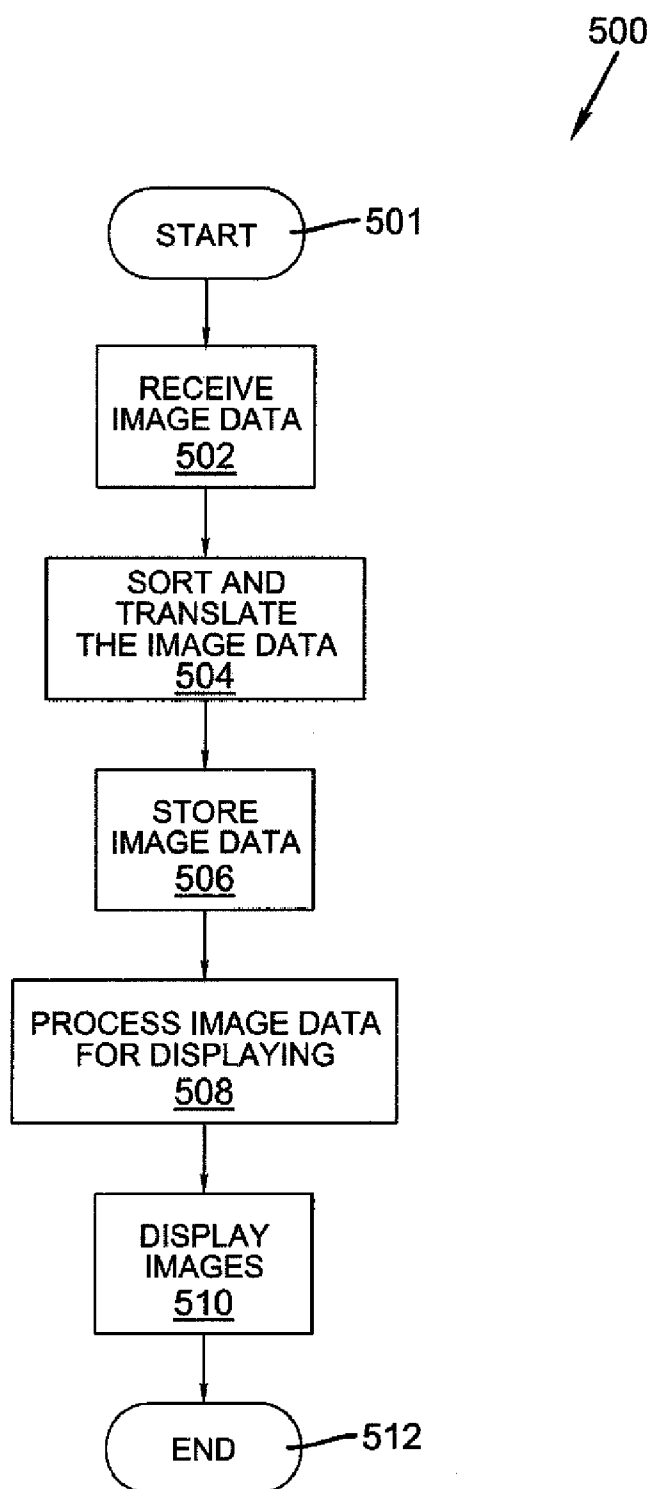 500
START
501
RECEIVE
IMAGE DATA
502
SORT AND
TRANSLATE
THE IMAGE DATA
504
STORE
IMAGE DATA
506
PROCESS IMAGE DATA
FOR DISPLAYING
508
DISPLAY
IMAGES
510
END
512